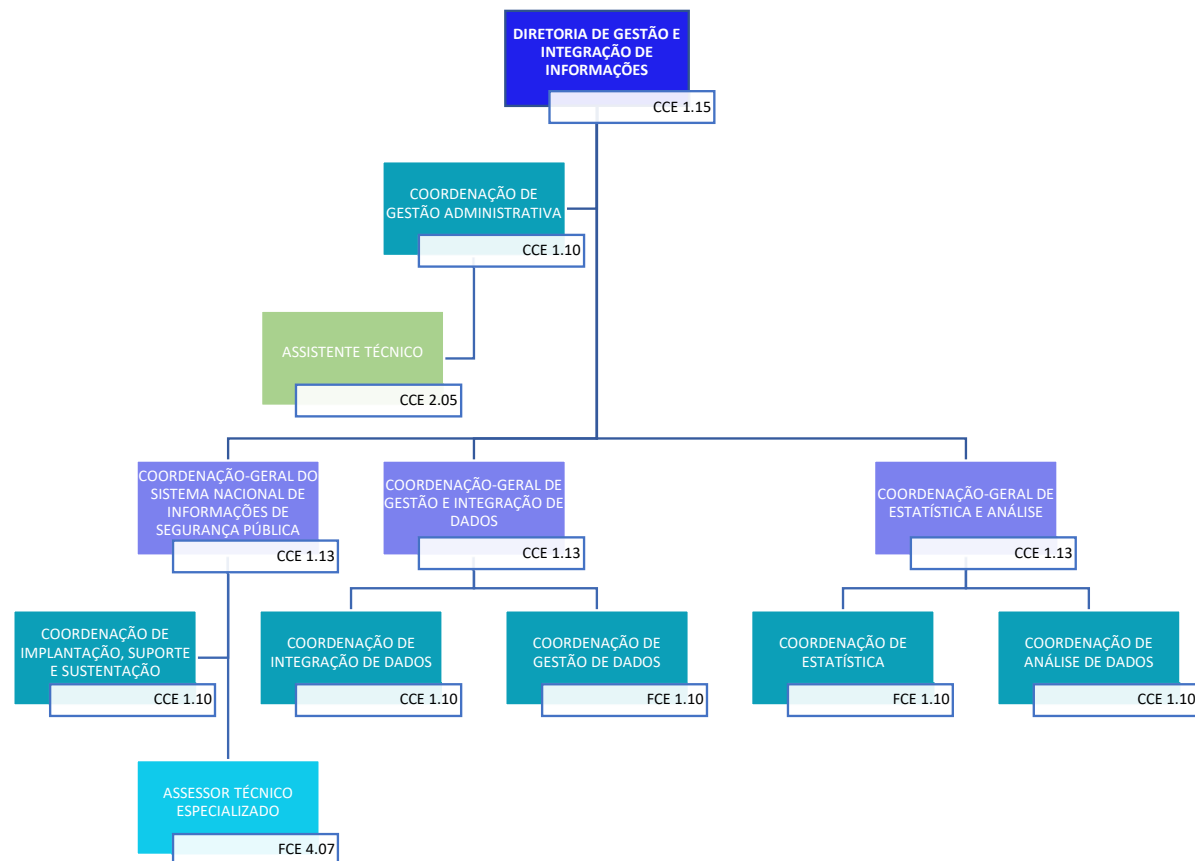 DIRETORIA DE GESTÃO E
INTEGRAÇÃO DE
INFORMAÇÕES
CCE 1.15
COORDENAÇÃO DE
GESTÃO ADMINISTRATIVA
CCE 1.10
ASSISTENTE TÉCNICO
CCE 2.05
COORDENAÇÃO-GERAL DO
SISTEMA NACIONAL DE
INFORMAÇÕES DE
SEGURANÇA PÚBLICA
CCE 1.13
COORDENAÇÃO-GERAL DE
GESTÃO E INTEGRAÇÃO DE
DADOS
CCE 1.13
COORDENAÇÃO-GERAL DE
ESTATÍSTICA E ANÁLISE
CCE 1.13
COORDENAÇÃO DE
IMPLANTAÇÃO, SUPORTE
E SUSTENTAÇÃO
CCE 1.10
COORDENAÇÃO DE
INTEGRAÇÃO DE DADOS
CCE 1.10
COORDENAÇÃO DE
GESTÃO DE DADOS
FCE 1.10
COORDENAÇÃO DE
ESTATÍSTICA
FCE 1.10
COORDENAÇÃO DE
ANÁLISE DE DADOS
CCE 1.10
ASSESSOR TÉCNICO
ESPECIALIZADO
FCE 4.07